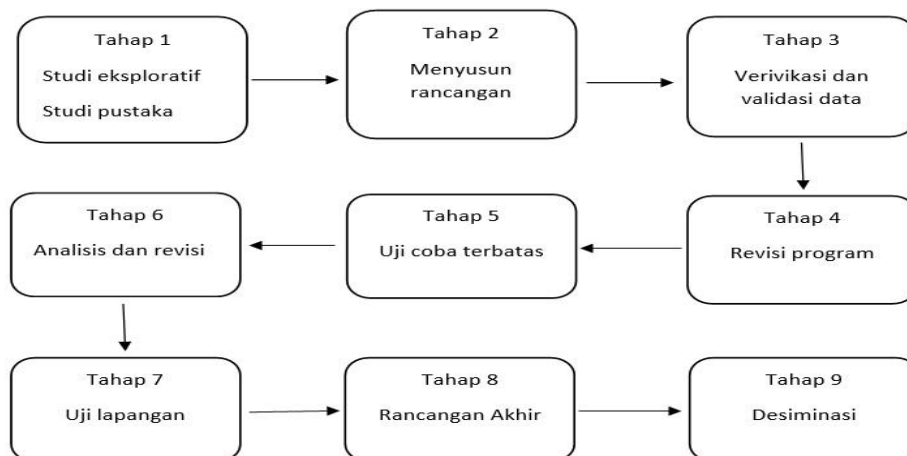 Tahap 1
Studi eksploratif
Studi pustaka
Tahap 2
Menyusun
rancangan
Tahap 3
Verivikasi dan
validasi data
Tahap 4
Revisi program
Tahap 5
Uji coba terbatas
Tahap 6
Analisis dan revisi
Tahap 7
Uji lapangan
Tahap 8
Rancangan Akhir
Tahap 9
Desiminasi